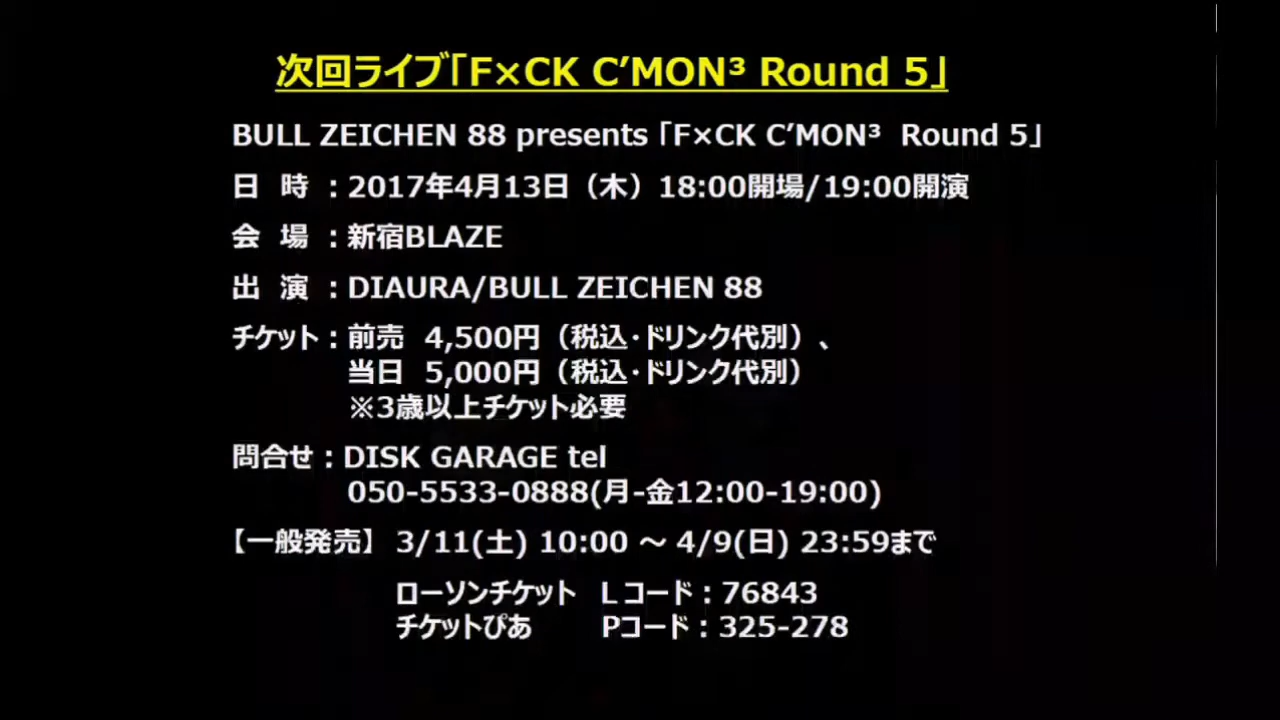 次回ライブ「F×CK C’MON³ Round 5」
BULL ZEICHEN 88 presents「F×CK C’MON³ Round 5」
日 時 ：2017年4月13日（木）18:00開場/19:00開演
会 場 ：新宿BLAZE
出 演 ：DIAURA/BULL ZEICHEN 88
チケット：前売 4,500円（税込・ドリンク代別）、
当日 5,000円（税込・ドリンク代別）
※3歳以上チケット必要
問合せ：DISK GARAGE tel
050-5533-0888(月-金12:00-19:00)
【一般発売】 3/11(土) 10:00 ～ 4/9(日) 23:59まで
ローソンチケット Lコード：76843
チケットぴあ Pコード：325-278